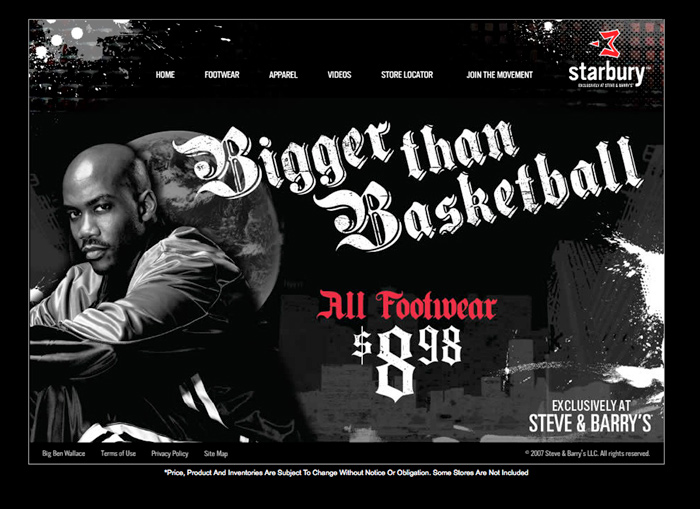 HOME FOOTWEAR APPAREL VIDEOS STORE LOCATOR JOIN THE MOVEMENT
starbury
EXCLUSIVELY AT STEVE & BARRY'S
Bigger than
Basketball
All Footwear
$8.98
EXCLUSIVELY AT
STEVE & BARRY'S
Big Ben Wallace Terms of Use Privacy Policy Site Map © 2007 Steve & Barry's LLC. All rights reserved.
*Price, Product And Inventories Are Subject To Change Without Notice Or Obligation. Some Stores Are Not Included